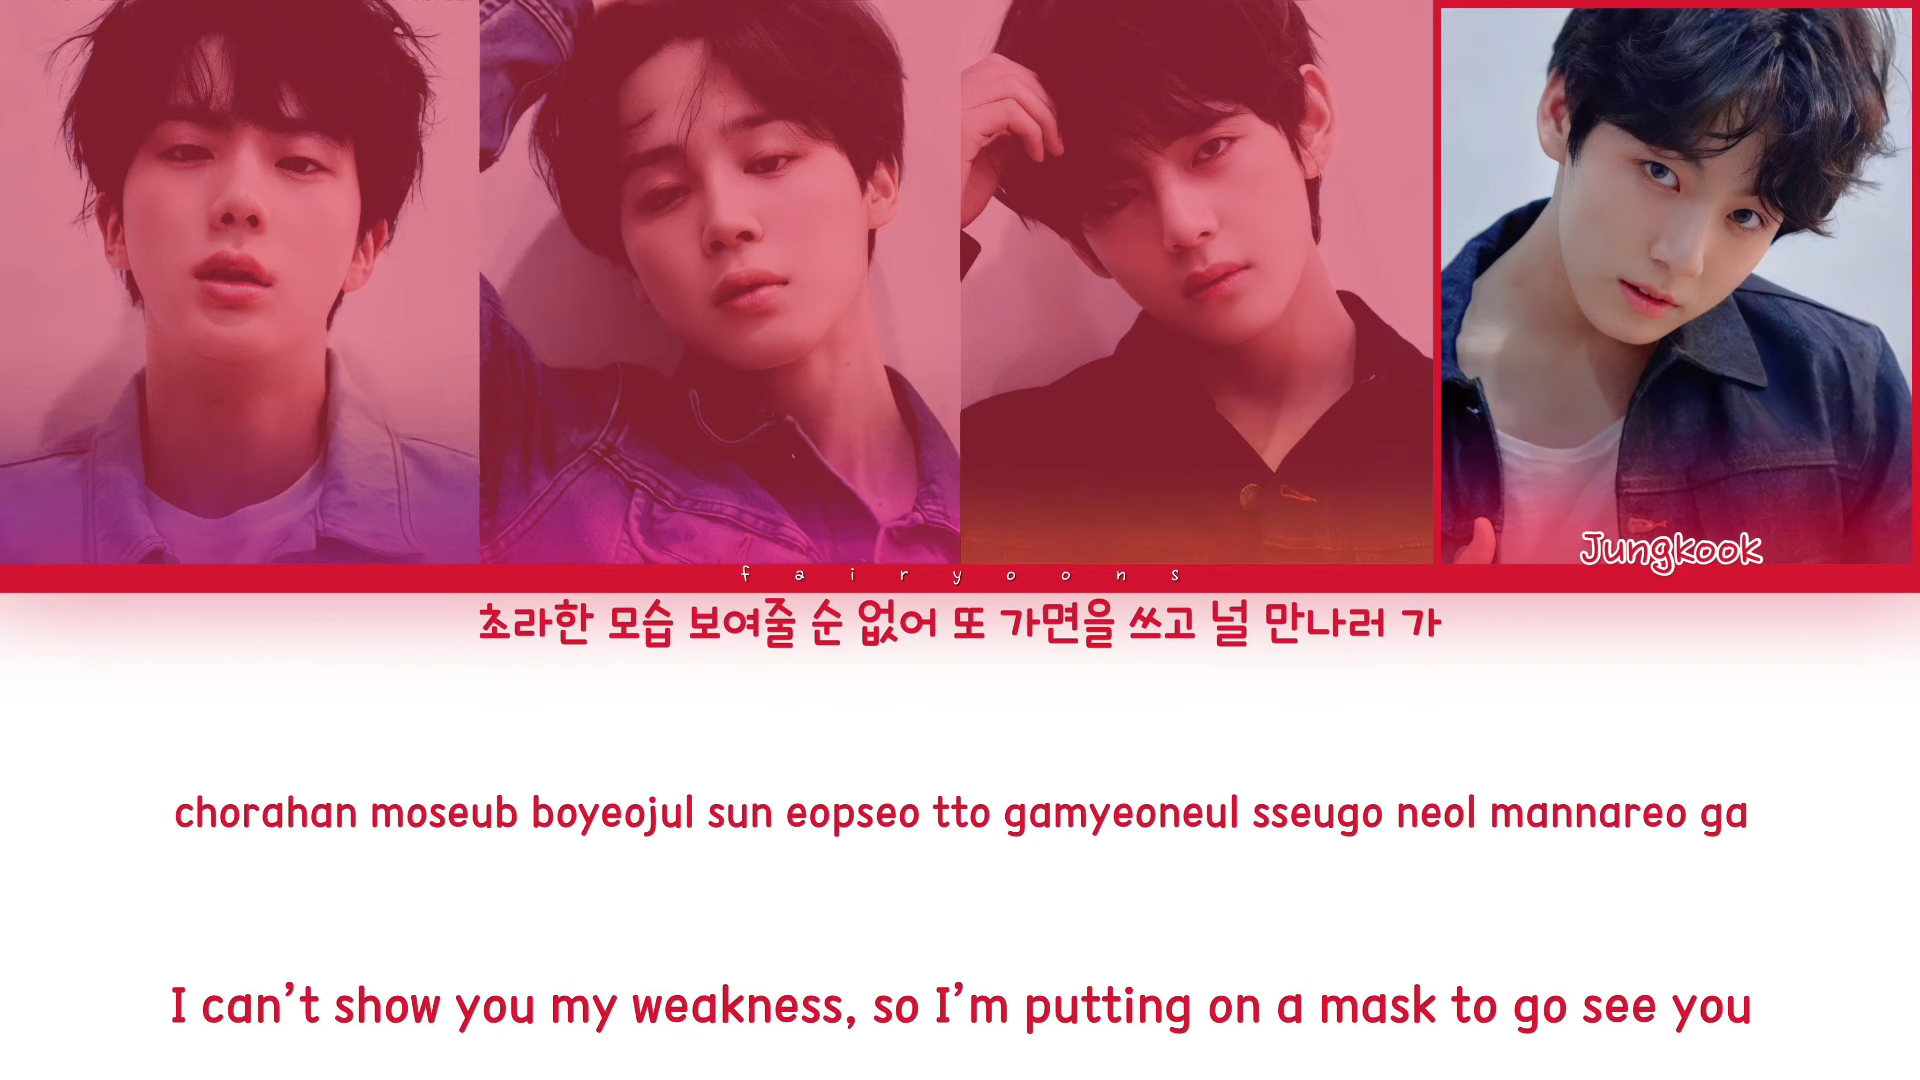 Jungkook
fairyoons
초라한 모습 보여줄 순 없어 또 가면을 쓰고 널 만나러 가
chorahan moseub boyeojul sun eopseo tto gamyeoneul sseugo neol mannareo ga
I can’t show you my weakness, so I’m putting on a mask to go see you